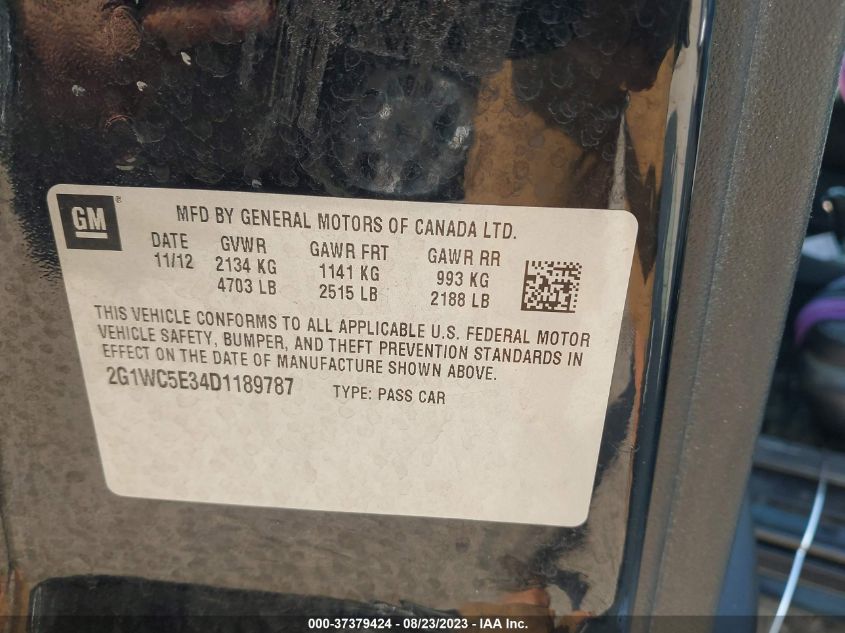 GM ®
MFD BY GENERAL MOTORS OF CANADA LTD.
DATE GVWR GAWR FRT GAWR RR
11/12 2134 KG 1141 KG 993 KG
4703 LB 2515 LB 2188 LB
THIS VEHICLE CONFORMS TO ALL APPLICABLE U.S. FEDERAL MOTOR
VEHICLE SAFETY, BUMPER, AND THEFT PREVENTION STANDARDS IN
EFFECT ON THE DATE OF MANUFACTURE SHOWN ABOVE.
2G1WC5E34D1189787 TYPE: PASS CAR
000-37379424 - 08/23/2023 - IAA Inc.